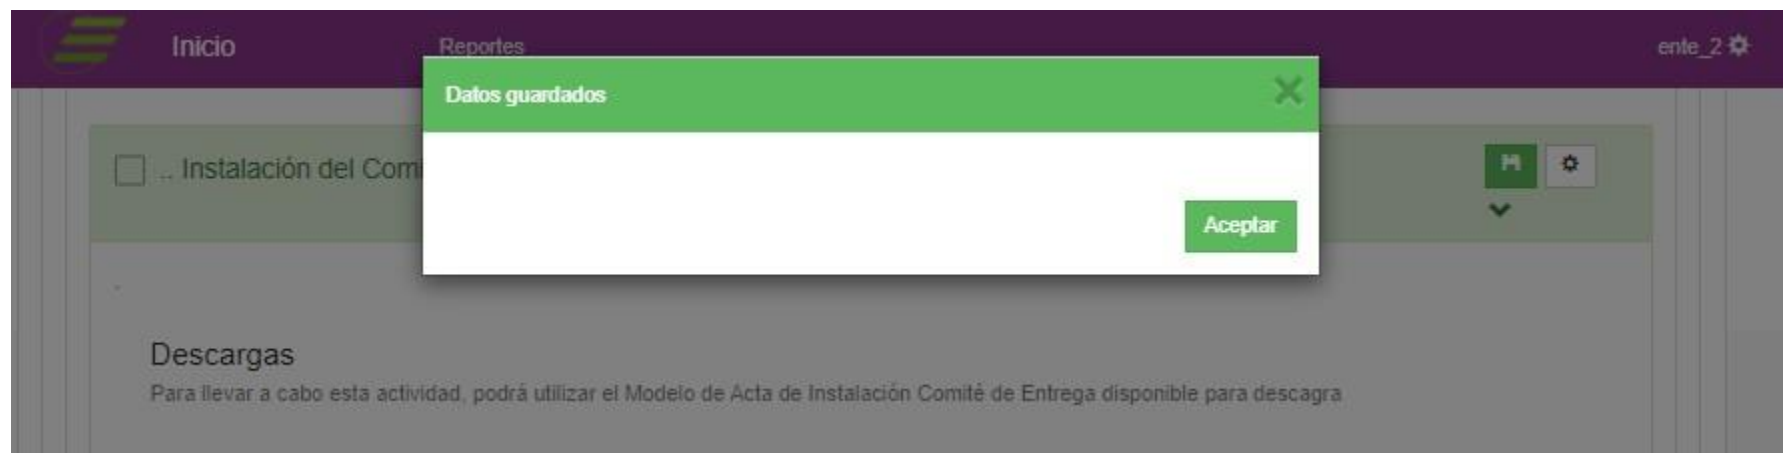 Inicio
Reportes
ente_2
Datos guardados
.. Instalación del Com
Aceptar
Descargas
Para llevar a cabo esta actividad, podrá utilizar el Modelo de Acta de Instalación Comité de Entrega disponible para descagra